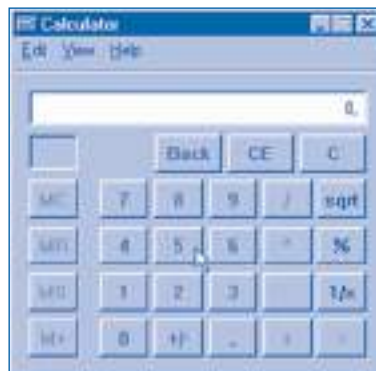 Calculator
Edit View Help
0.
Back CE C
MC 7 8 9 / sqrt
MR 4 5 6 * %
MS 1 2 3 1/x
M+ 0 +/- .